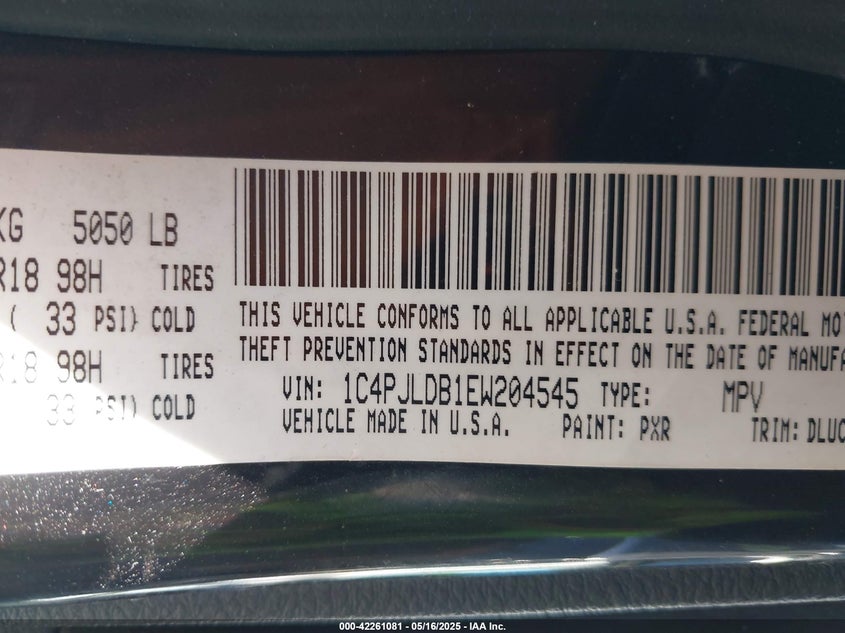 KG 5050 LB
R18 98H TIRES
( 33 PSI) COLD
R18 98H TIRES
33 PSI) COLD
THIS VEHICLE CONFORMS TO ALL APPLICABLE U.S.A. FEDERAL MO
THEFT PREVENTION STANDARDS IN EFFECT ON THE DATE OF MANUFA
VIN: 1C4PJLDB1EW204545 TYPE: MPV
VEHICLE MADE IN U.S.A. PAINT: PXR TRIM: DLUC
000-42261081 - 05/16/2025 - IAA Inc.